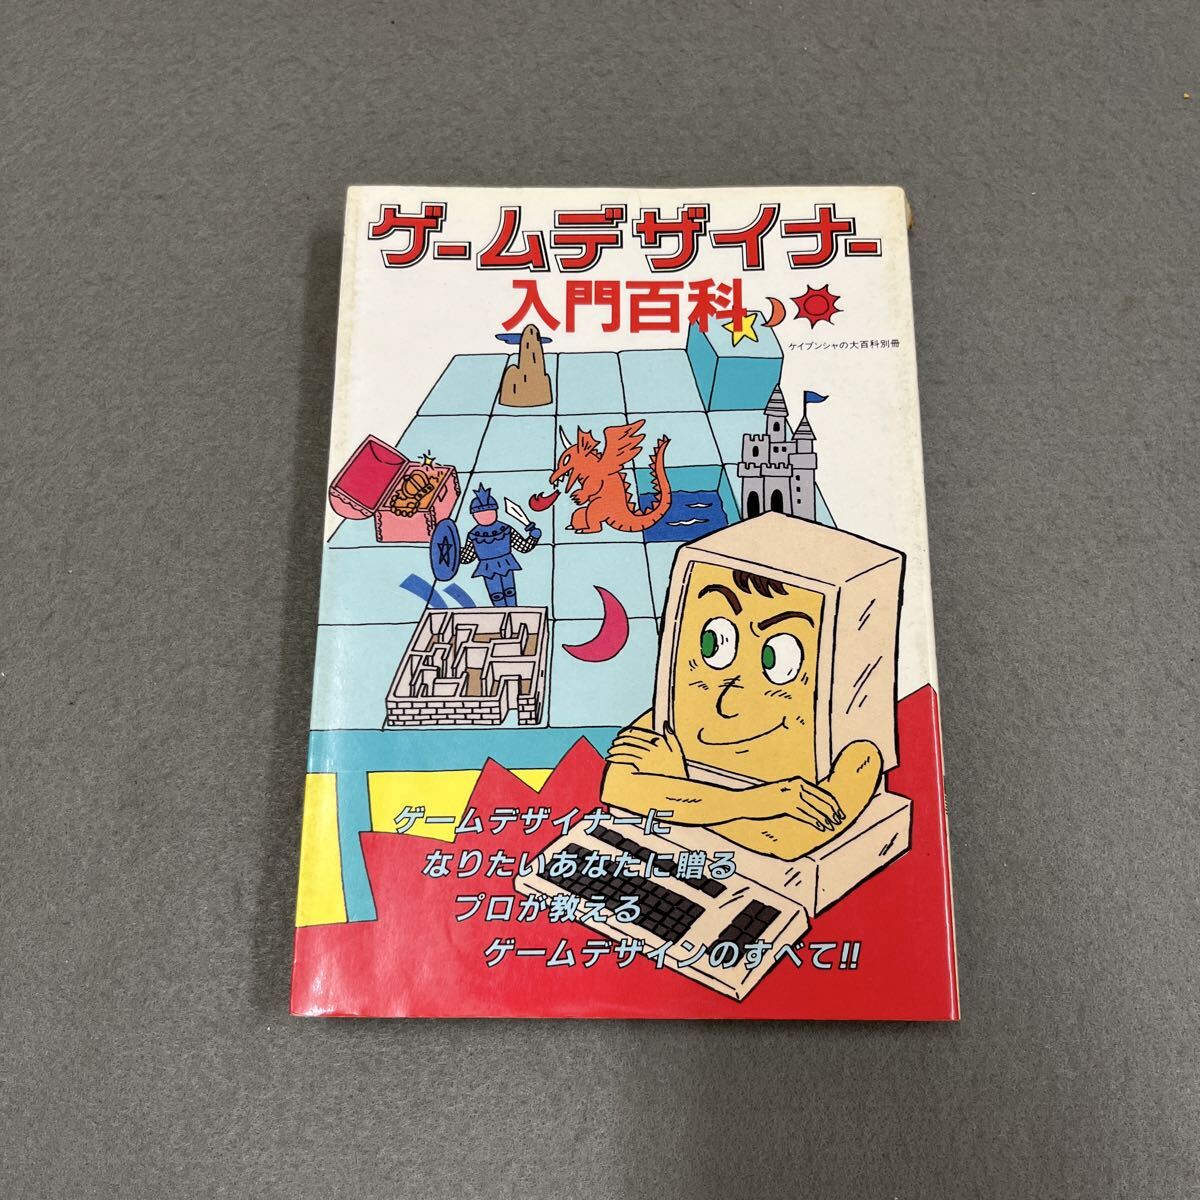 ゲームデザイナー
入門百科
ケイブンシャの大百科別冊
ゲームデザイナーに
なりたいあなたに贈る
プロが教える
ゲームデザインのすべて!!